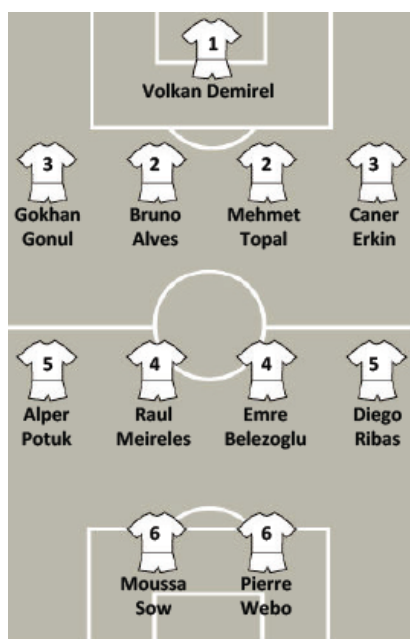 1
Volkan Demirel
3 2 2 3
Gokhan Bruno Mehmet Caner
Gonul Alves Topal Erkin
5 4 4 5
Alper Raul Emre Diego
Potuk Meireles Belezoglu Ribas
6 6
Moussa Pierre
Sow Webo